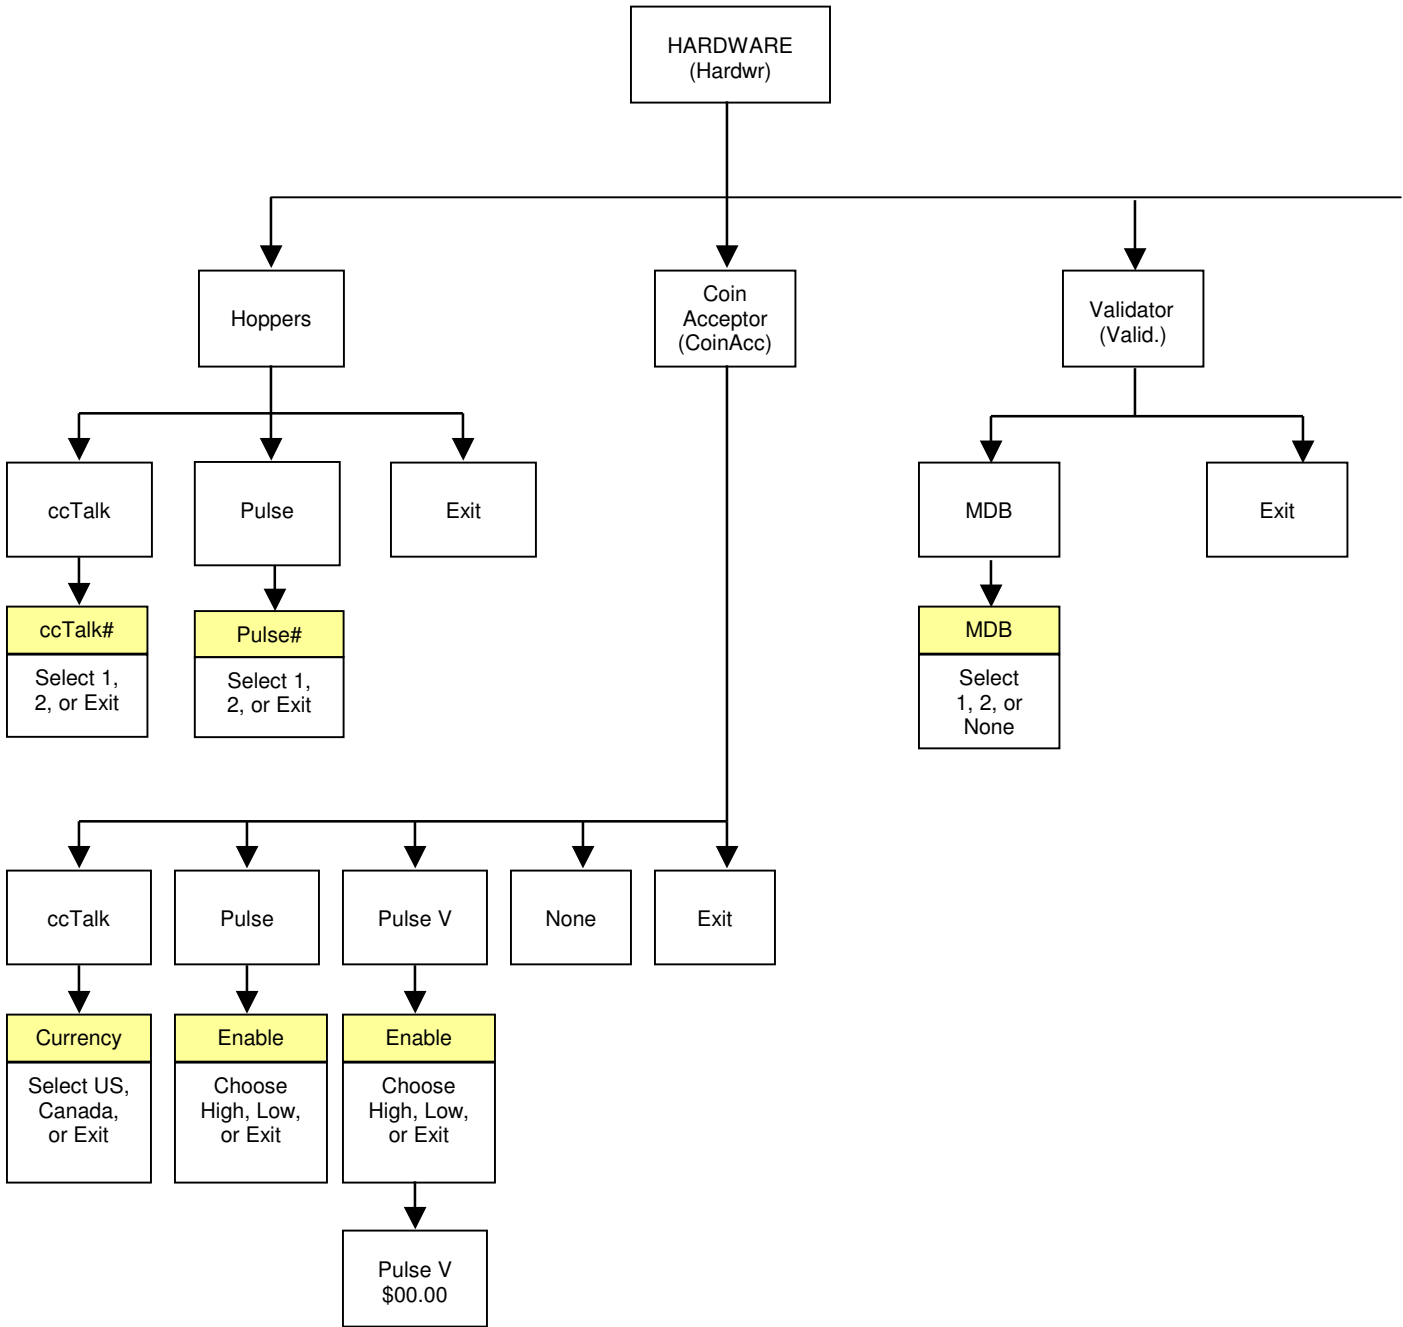 HARDWARE
(Hardwr)
Hoppers
Coin
Acceptor
(CoinAcc)
Validator
(Valid.)
ccTalk
Pulse
Exit
MDB
Exit
ccTalk#
Select 1,
2, or Exit
Pulse#
Select 1,
2, or Exit
MDB
Select
1, 2, or
None
ccTalk
Pulse
Pulse V
None
Exit
Currency
Select US,
Canada,
or Exit
Enable
Choose
High, Low,
or Exit
Enable
Choose
High, Low,
or Exit
Pulse V
$00.00